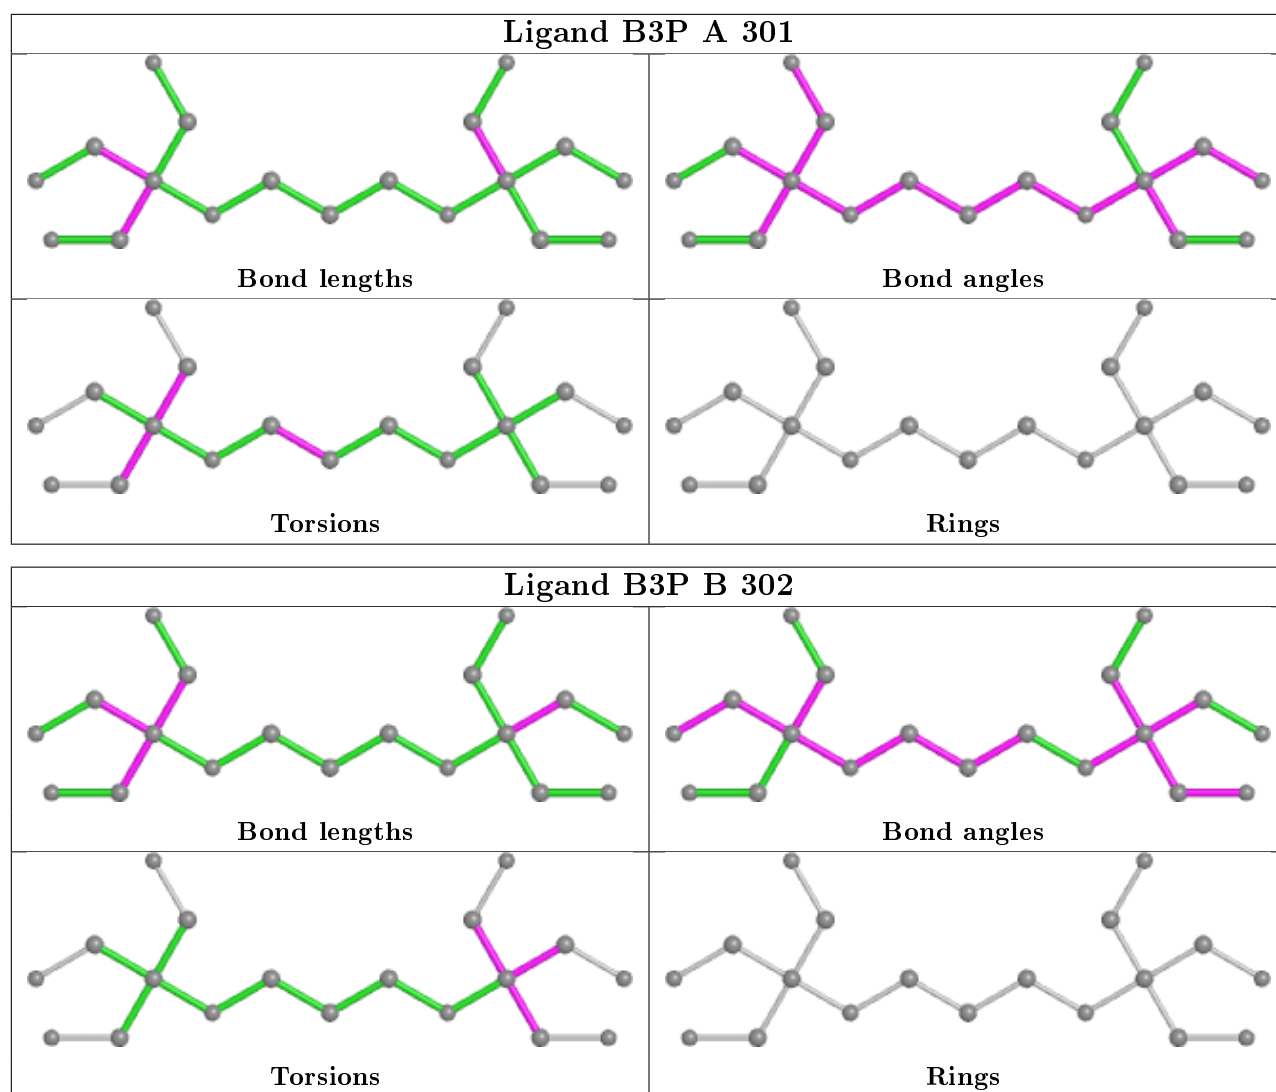 Ligand B3P A 301
Bond lengths
Bond angles
Torsions
Rings
Ligand B3P B 302
Bond lengths
Bond angles
Torsions
Rings